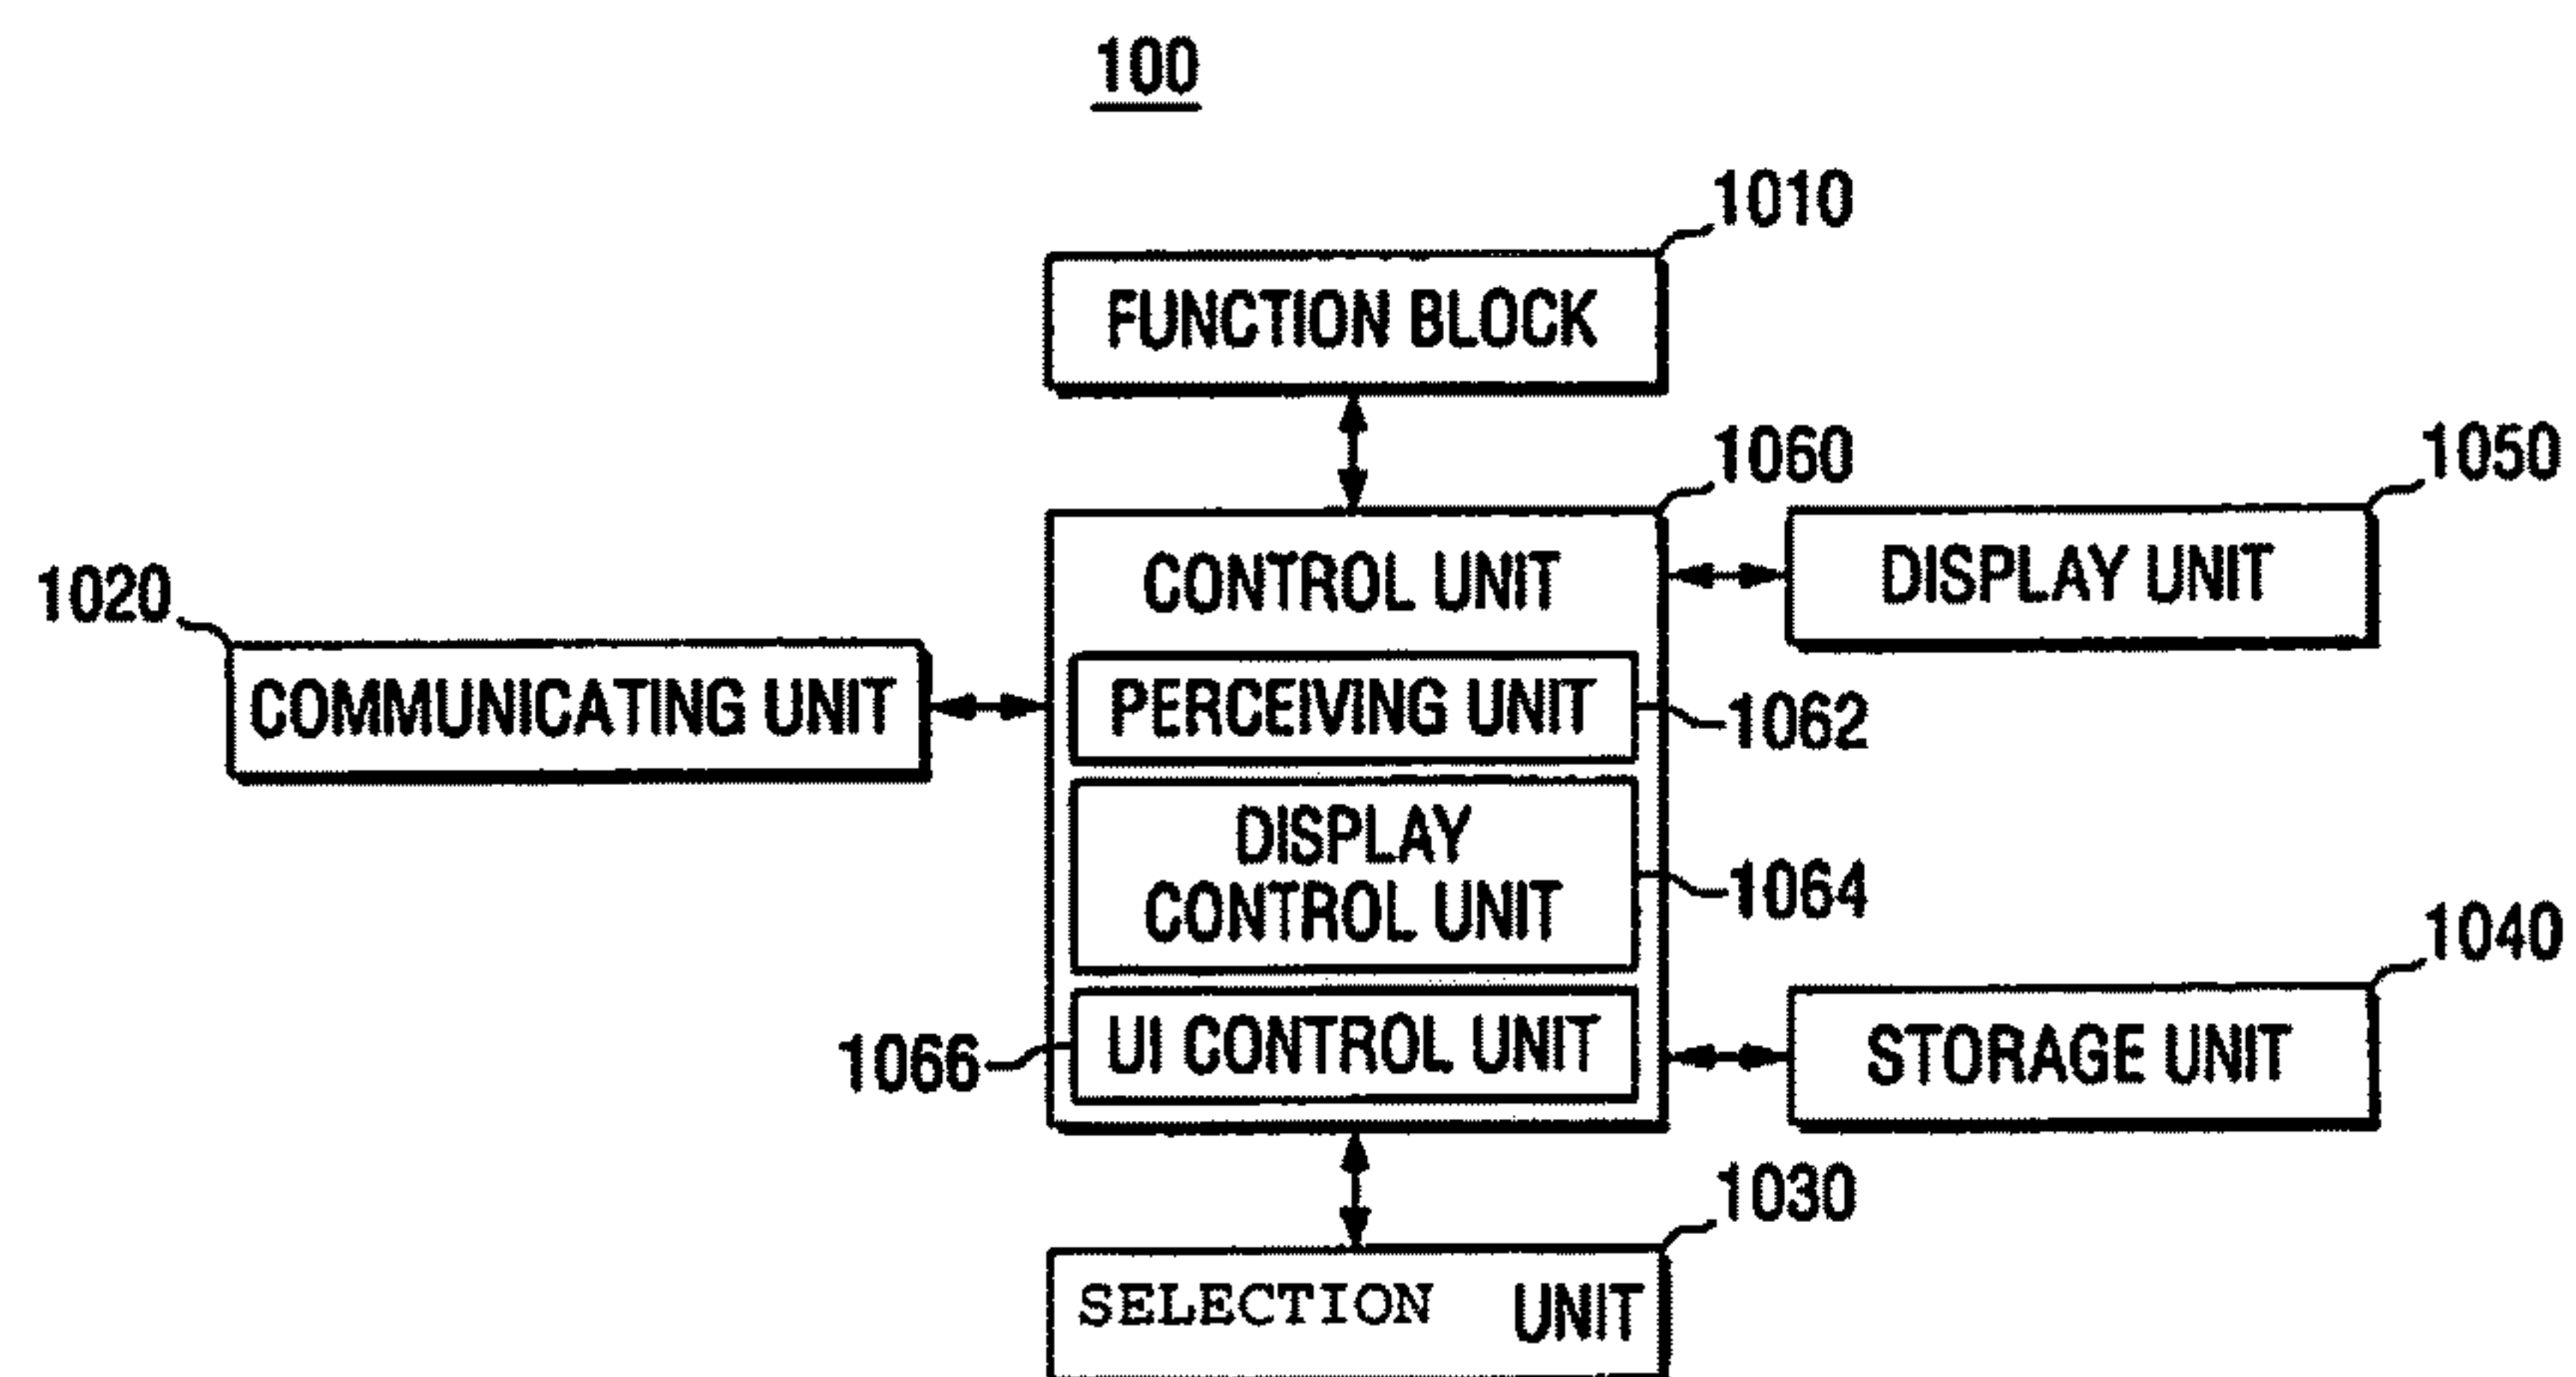 100
1010
FUNCTION BLOCK
1060
1050
CONTROL UNIT
DISPLAY UNIT
1020
COMMUNICATING UNIT
PERCEIVING UNIT
1062
DISPLAY
CONTROL UNIT
1064
1040
1066
UI CONTROL UNIT
STORAGE UNIT
1030
SELECTION UNIT